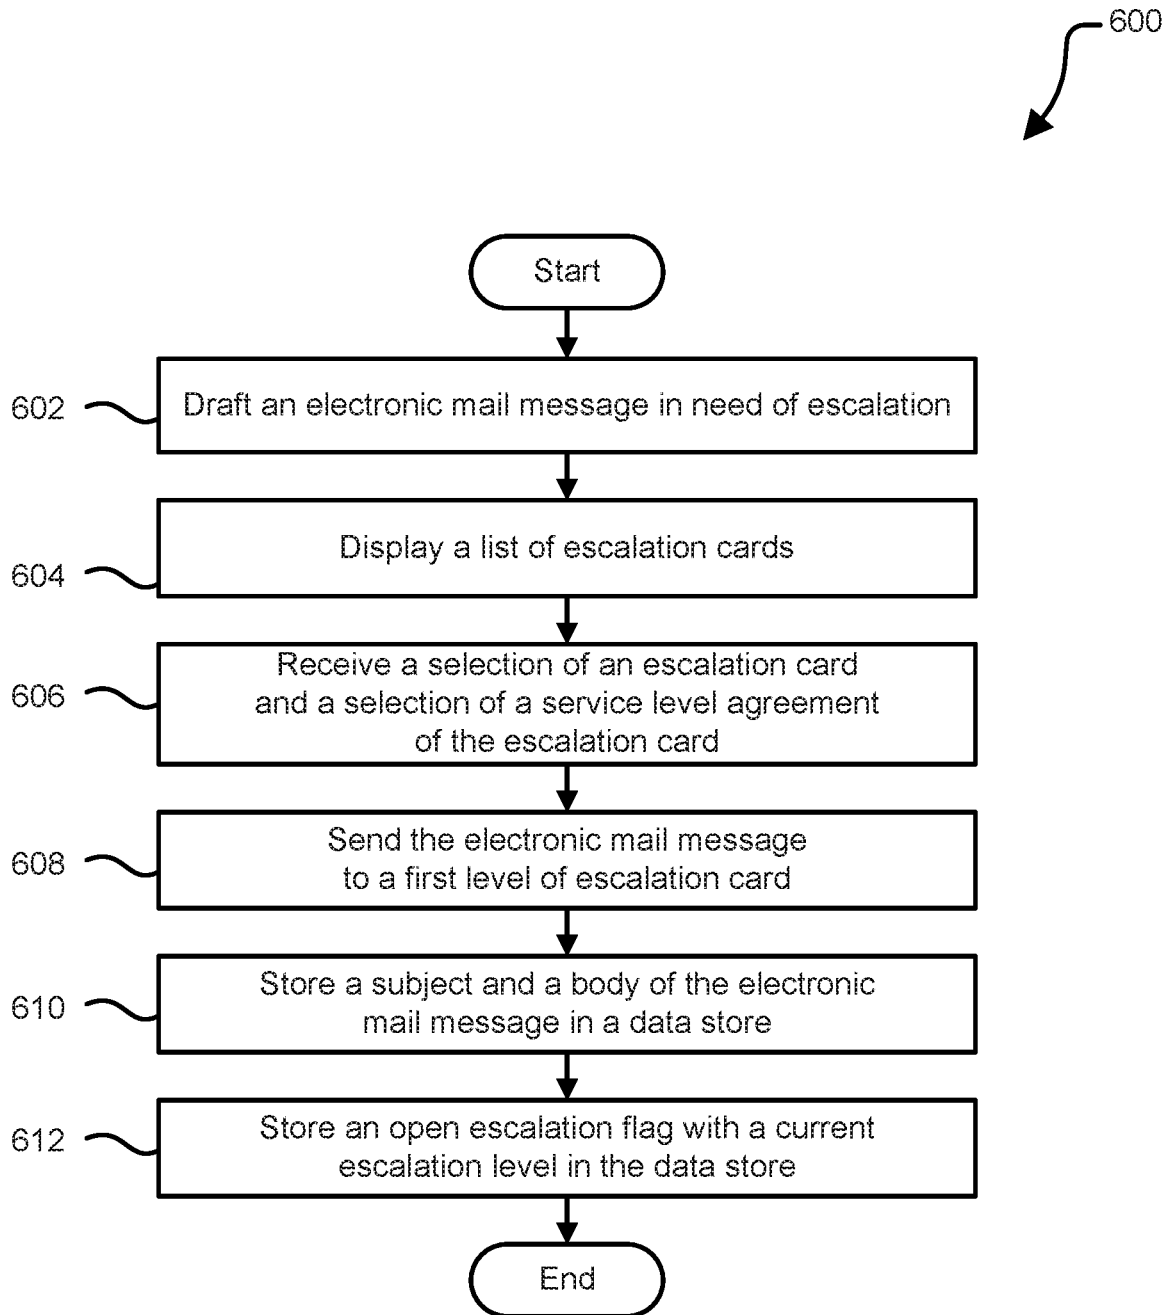 600
Start
602
Draft an electronic mail message in need of escalation
604
Display a list of escalation cards
606
Receive a selection of an escalation card
and a selection of a service level agreement
of the escalation card
608
Send the electronic mail message
to a first level of escalation card
610
Store a subject and a body of the electronic
mail message in a data store
612
Store an open escalation flag with a current
escalation level in the data store
End